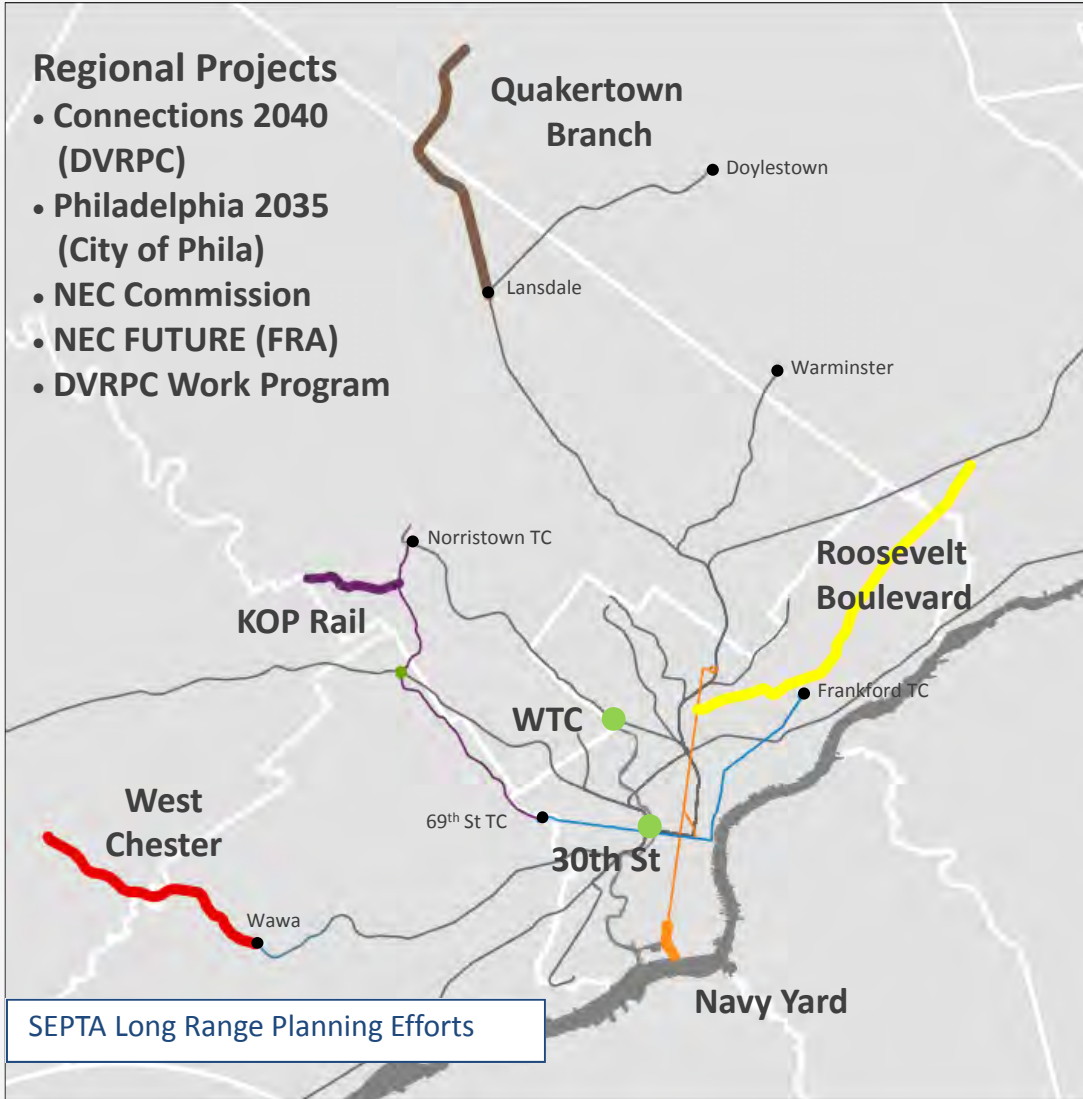 Regional Projects
• Connections 2040
(DVRPC)
• Philadelphia 2035
(City of Phila)
• NEC Commission
• NEC FUTURE (FRA)
• DVRPC Work Program
Quakertown
Branch
Doylestown
Lansdale
Warminster
Norristown TC
Roosevelt
Boulevard
KOP Rail
Frankford TC
WTC
West
Chester
69th St TC
30th St
Wawa
Navy Yard
SEPTA Long Range Planning Efforts